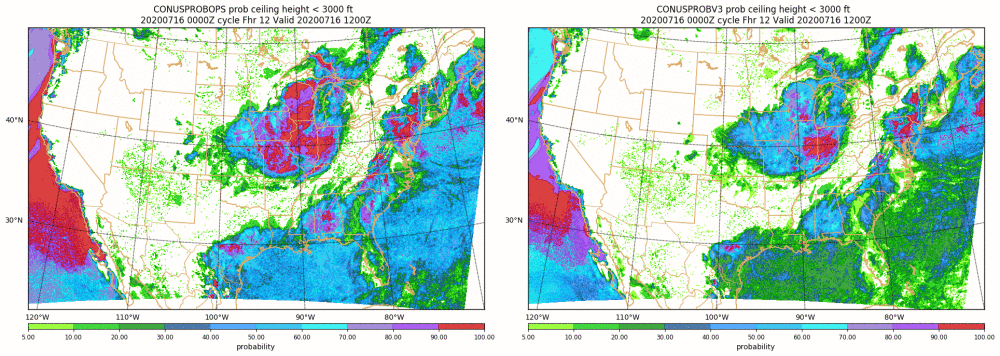 CONUSPROBOPS prob ceiling height < 3000 ft
20200716 0000Z cycle Fhr 12 Valid 20200716 1200Z
40°N
30°N
120°W 110°W 100°W 90°W 80°W
5.00 10.00 20.00 30.00 40.00 50.00 60.00 70.00 80.00 90.00 100.00
probability
CONUSPROBV3 prob ceiling height < 3000 ft
20200716 0000Z cycle Fhr 12 Valid 20200716 1200Z
40°N
30°N
120°W 110°W 100°W 90°W 80°W
5.00 10.00 20.00 30.00 40.00 50.00 60.00 70.00 80.00 90.00 100.00
probability